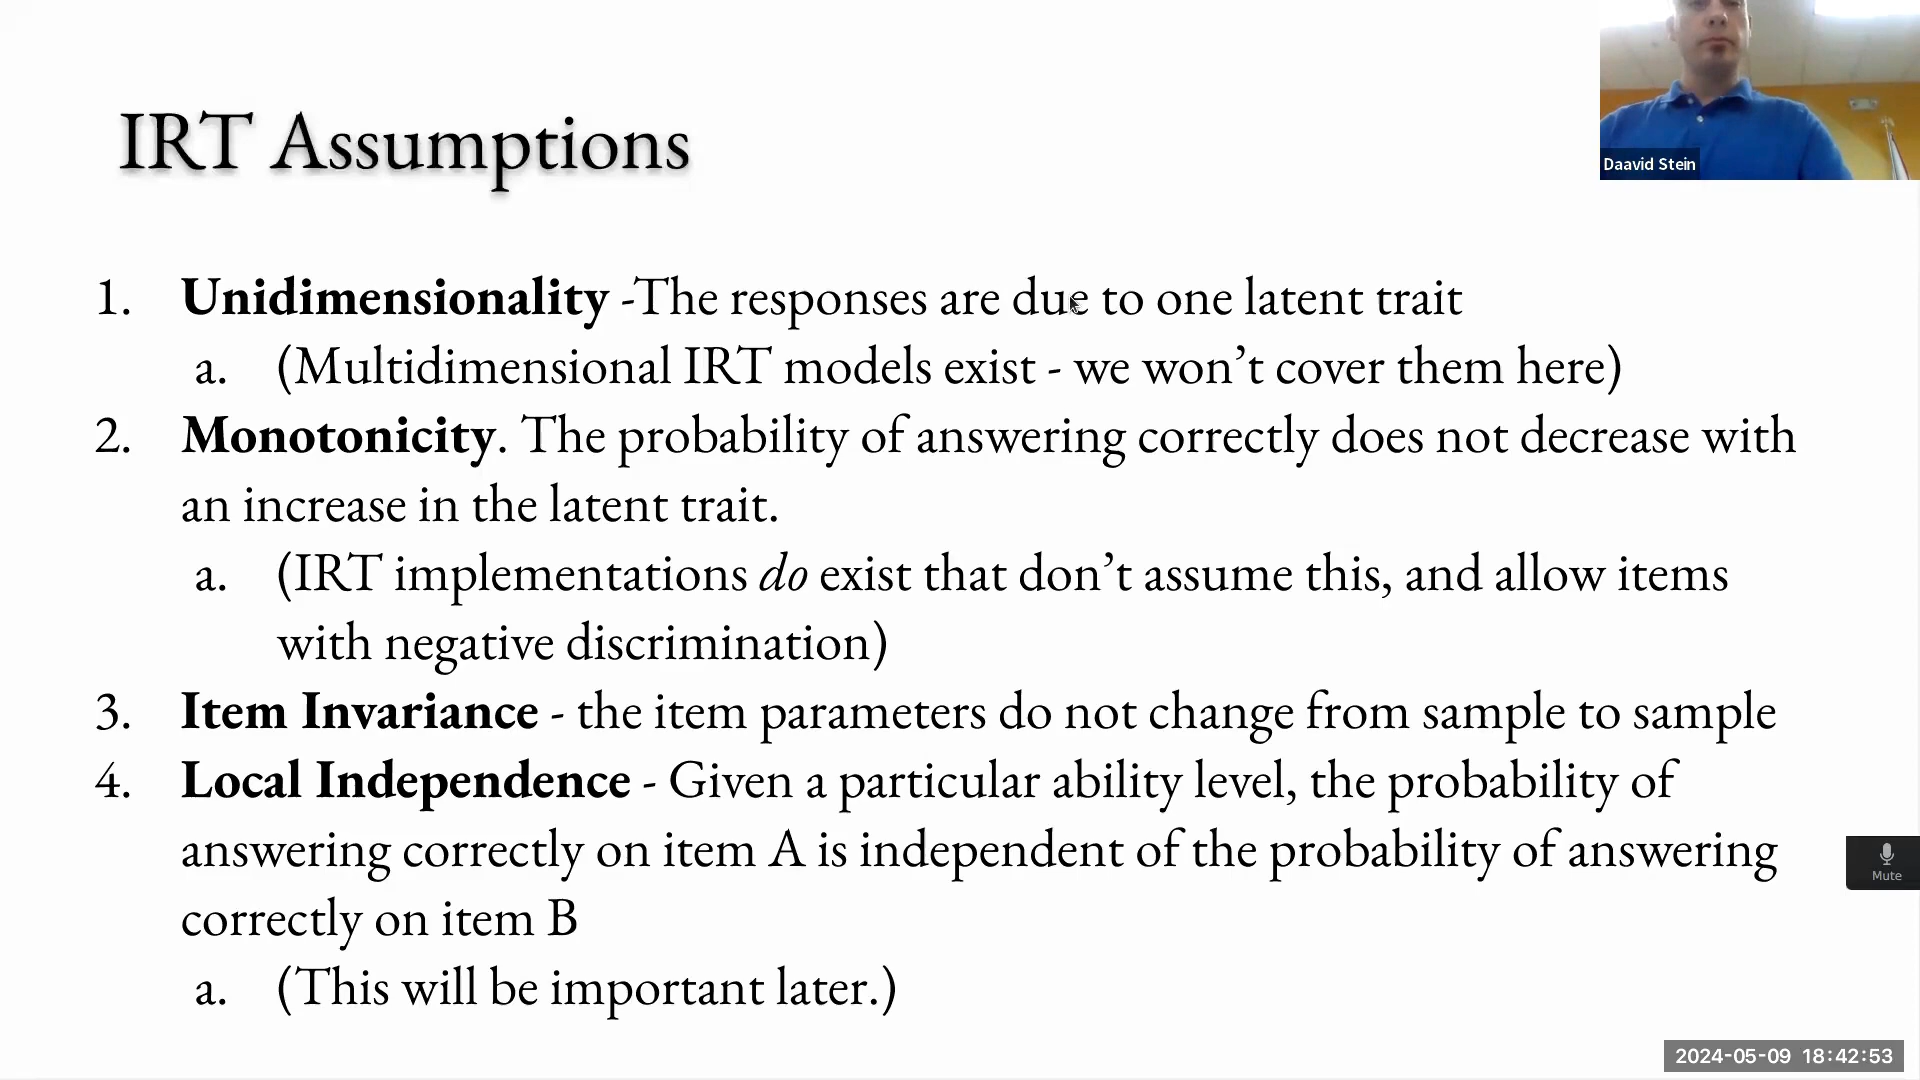 IRT Assumptions
Daavid Stein
1. Unidimensionality -The responses are due to one latent trait
a. (Multidimensional IRT models exist - we won’t cover them here)
2. Monotonicity. The probability of answering correctly does not decrease with
an increase in the latent trait.
a. (IRT implementations do exist that don’t assume this, and allow items
with negative discrimination)
3. Item Invariance - the item parameters do not change from sample to sample
4. Local Independence - Given a particular ability level, the probability of
answering correctly on item A is independent of the probability of answering
correctly on item B
a. (This will be important later.)
Mute
2024-05-09 18:42:53